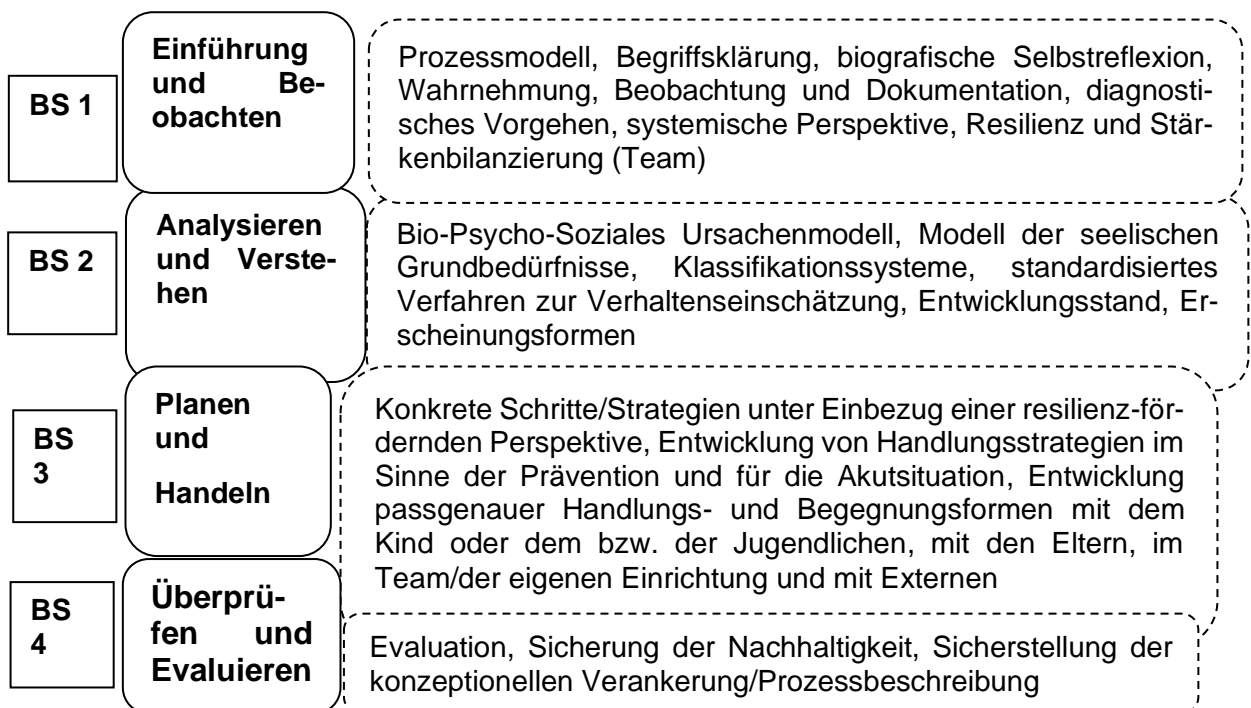 BS 1
Einführung
und Be-
obachten
Prozessmodell, Begriffsklärung, biografische Selbstreflexion,
Wahrnehmung, Beobachtung und Dokumentation, diagnosti-
sches Vorgehen, systemische Perspektive, Resilienz und Stär-
kenbilanzierung (Team)
BS 2
Analysieren
und Verste-
hen
Bio-Psycho-Soziales Ursachenmodell, Modell der seelischen
Grundbedürfnisse, Klassifikationssysteme, standardisiertes
Verfahren zur Verhaltenseinschätzung, Entwicklungsstand, Er-
scheinungsformen
BS
3
Planen
und
Handeln
Konkrete Schritte/Strategien unter Einbezug einer resilienz-för-
dernden Perspektive, Entwicklung von Handlungsstrategien im
Sinne der Prävention und für die Akutsituation, Entwicklung
passgenauer Handlungs- und Begegnungsformen mit dem
Kind oder dem bzw. der Jugendlichen, mit den Eltern, im
Team/der eigenen Einrichtung und mit Externen
BS
4
Überprü-
fen und
Evaluieren
Evaluation, Sicherung der Nachhaltigkeit, Sicherstellung der
konzeptionellen Verankerung/Prozessbeschreibung